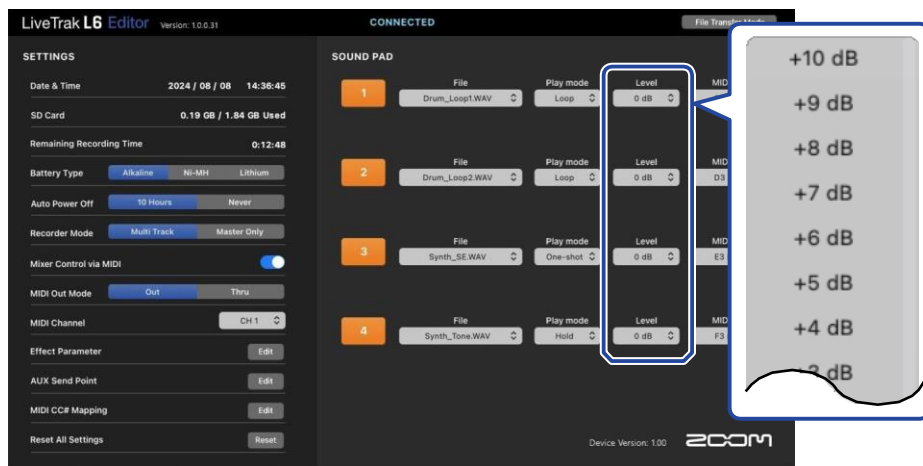 LiveTrak L6 Editor Version: 1.0.0.31
CONNECTED
SETTINGS
Date & Time 2024 / 08 / 08 14:36:45
SD Card 0.19 GB / 1.84 GB Used
Remaining Recording Time 0:12:48
Battery Type Alkaline Ni-MH Lithium
Auto Power Off 10 Hours Never
Recorder Mode Multi Track Master Only
Mixer Control via MIDI
MIDI Out Mode Out Thru
MIDI Channel CH 1
Effect Parameter Edit
AUX Send Point Edit
MIDI CC# Mapping Edit
Reset All Settings Reset
File Transfer Mode
SOUND PAD
File Play mode Level MID
1 Drum_Loop1.WAV Loop 0 dB
File Play mode Level MID
2 Drum_Loop2.WAV Loop 0 dB D3
File Play mode Level MID
3 Synth_SE.WAV One-shot 0 dB E3
File Play mode Level MID
4 Synth_Tone.WAV Hold 0 dB F3
Device Version: 1.00 ZOOM
+10 dB
+9 dB
+8 dB
+7 dB
+6 dB
+5 dB
+4 dB
+3 dB